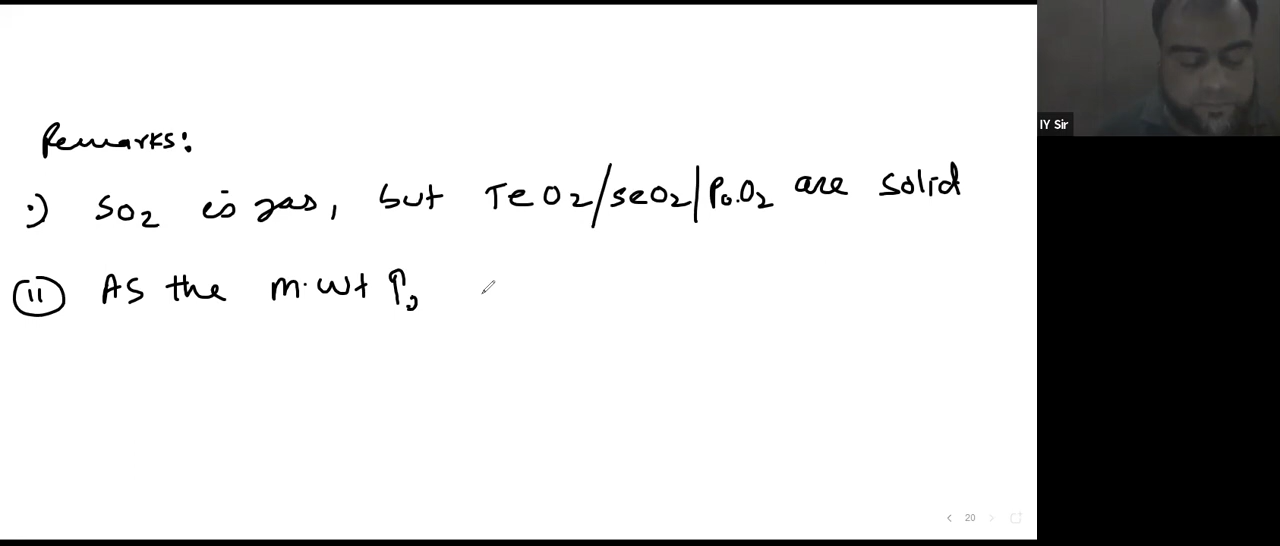 Remarks:
i) SO2 is gas, but TeO2/SeO2/Po.O2 are solid
(ii) As the m.wt ↑,
IY Sir
20